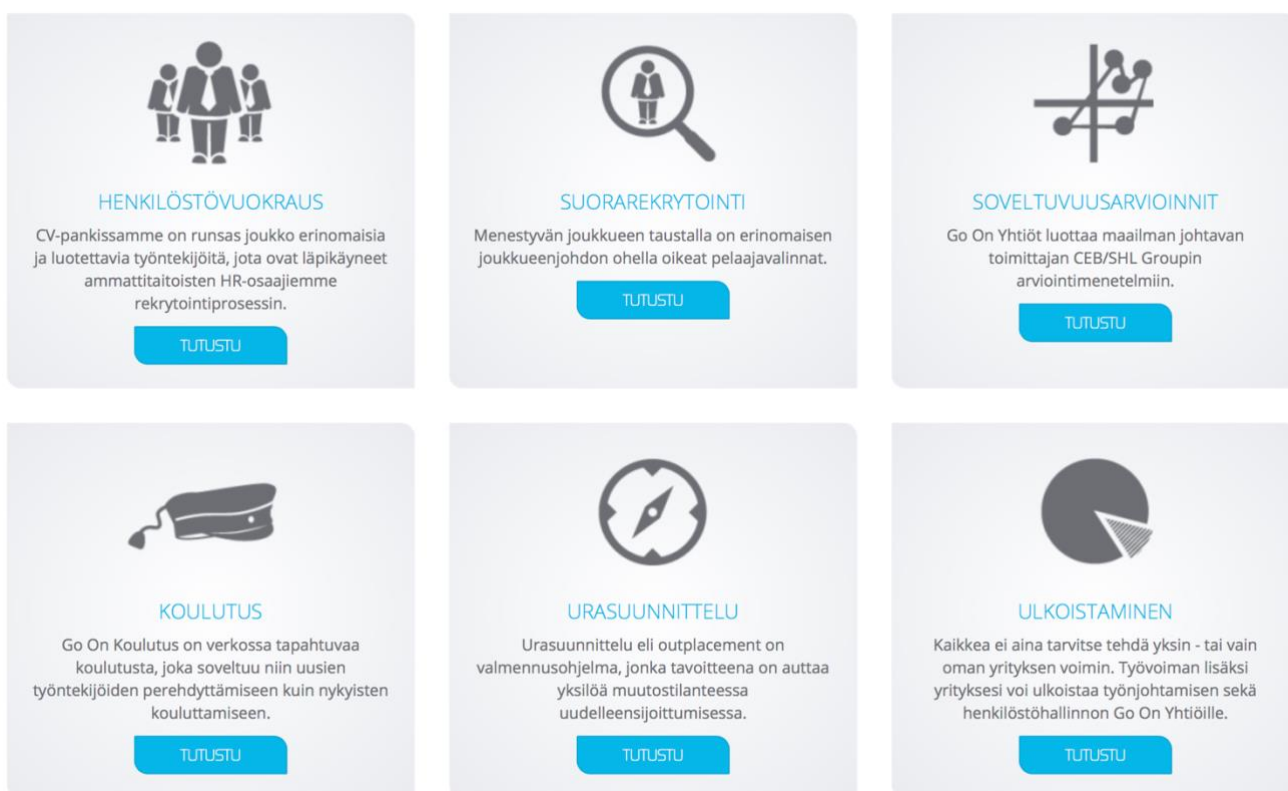 HENKILÖSTÖVUOKRAUS
CV-pankissamme on runsas joukko erinomaisia
ja luotettavia työntekijöitä, jota ovat läpikäyneet
ammattitaitoisten HR-osaajiemme
rekrytointiprosessin.
TUTUSTU
SUORAREKRYTOINTI
Menestyvän joukkueen taustalla on erinomaisen
joukkueenjohdon ohella oikeat pelaajavalinnat.
TUTUSTU
SOVELTUVUUSARVIOINNIT
Go On Yhtiöt luottaa maailman johtavan
toimittajan CEB/SHL Groupin
arviointimenetelmiin.
TUTUSTU
KOULUTUS
Go On Koulutus on verkossa tapahtuvaa
koulutusta, joka soveltuu niin uusien
työntekijöiden perehdyttämiseen kuin nykyisten
kouluttamiseen.
TUTUSTU
URASUUNNITTELU
Urasuunnittelu eli outplacement on
valmennusohjelma, jonka tavoitteena on auttaa
yksilöä muutostilanteessa
uudelleensijoittumisessa.
TUTUSTU
ULKOISTAMINEN
Kaikkea ei aina tarvitse tehdä yksin - tai vain
oman yrityksen voimin. Työvoiman lisäksi
yrityksesi voi ulkoistaa työnjohtamisen sekä
henkilöstöhallinnon Go On Yhtiöille.
TUTUSTU